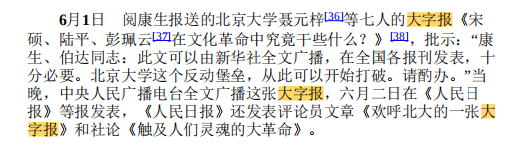 6月1日 阅康生报送的北京大学聂元梓[36]等七人的大字报《宋
硕、陆平、彭珮云[37]在文化革命中究竟干些什么？》[38]，批示：“康
生、伯达同志：此文可以由新华社全文广播，在全国各报刊发表，十
分必要。北京大学这个反动堡垒，从此可以开始打破。请酌办。”当
晚，中央人民广播电台全文广播这张大字报，六月二日在《人民日
报》等报发表，《人民日报》还发表评论员文章《欢呼北大的一张大
字报》和社论《触及人们灵魂的大革命》。